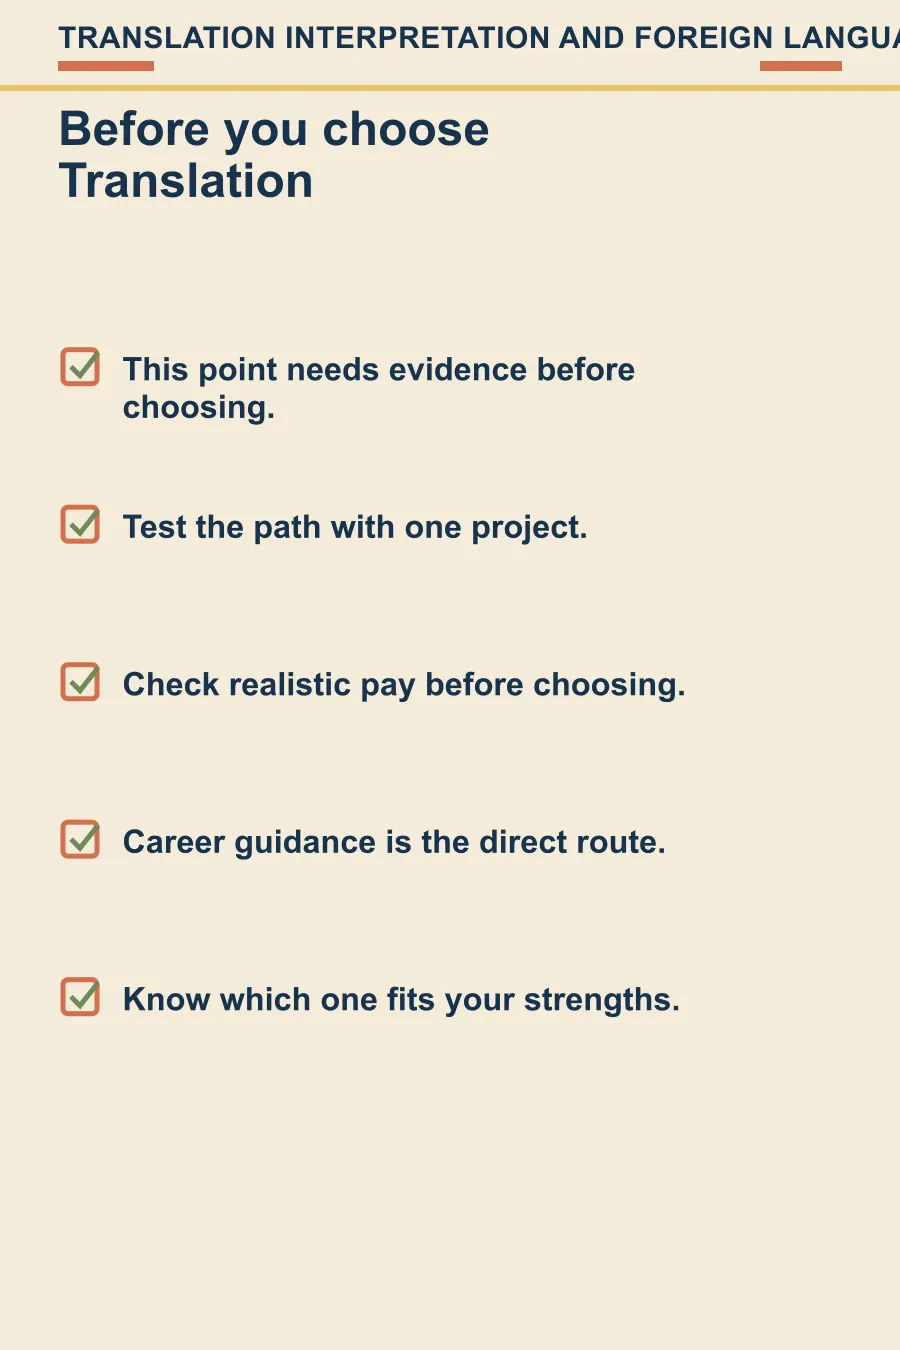 TRANSLATION INTERPRETATION AND FOREIGN LANGUA
Before you choose
Translation
This point needs evidence before
choosing.
Test the path with one project.
Check realistic pay before choosing.
Career guidance is the direct route.
Know which one fits your strengths.